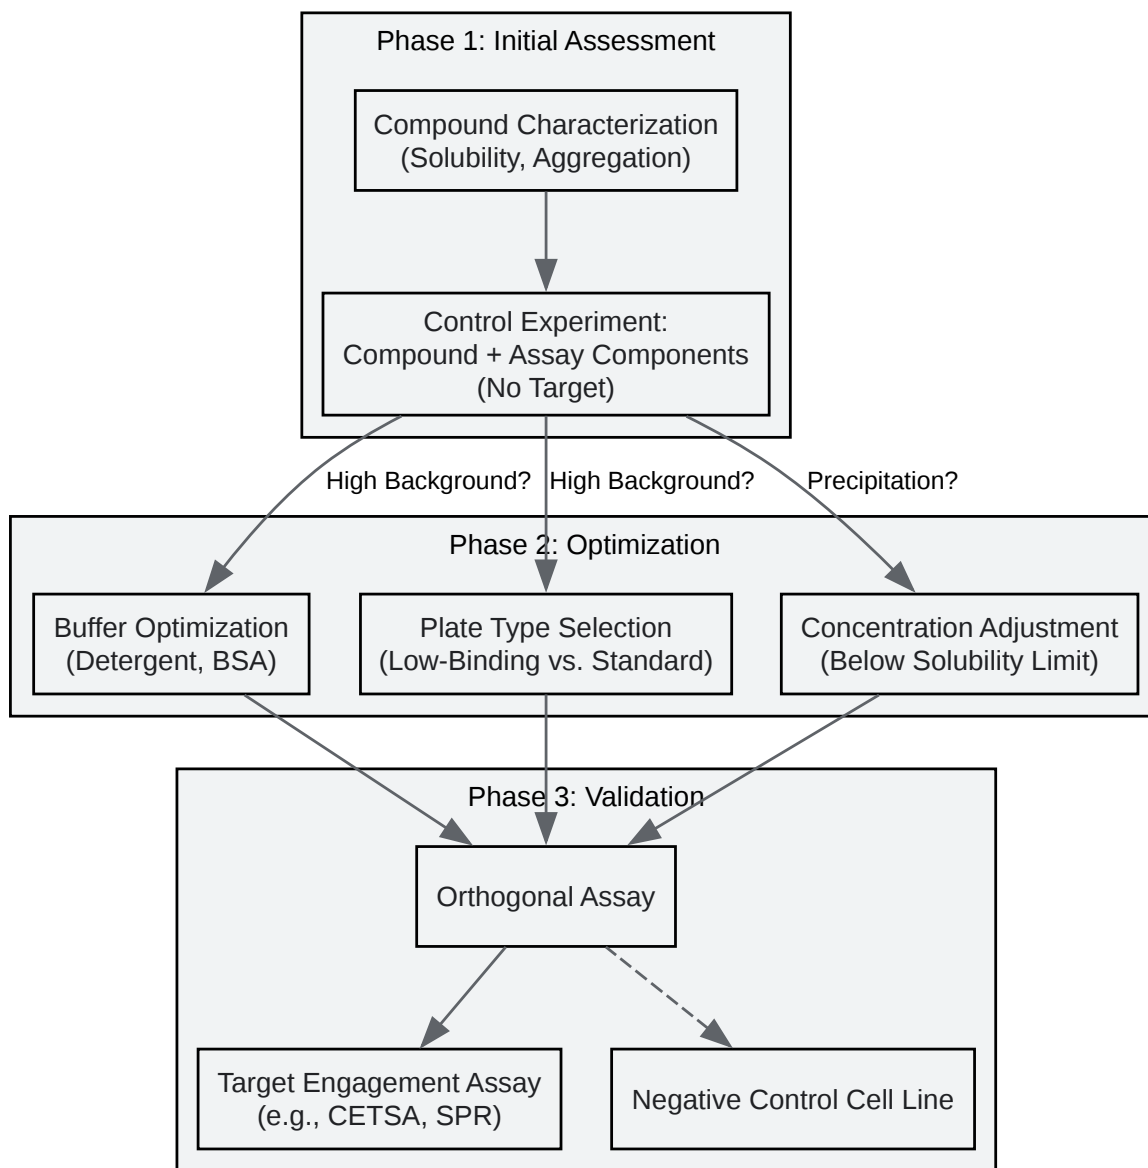 Phase 1: Initial Assessment
Compound Characterization
(Solubility, Aggregation)
Control Experiment:
Compound + Assay Components
(No Target)
High Background?
High Background?
Precipitation?
Phase 2: Optimization
Buffer Optimization
(Detergent, BSA)
Plate Type Selection
(Low-Binding vs. Standard)
Concentration Adjustment
(Below Solubility Limit)
Phase 3: Validation
Orthogonal Assay
Target Engagement Assay
(e.g., CETSA, SPR)
Negative Control Cell Line